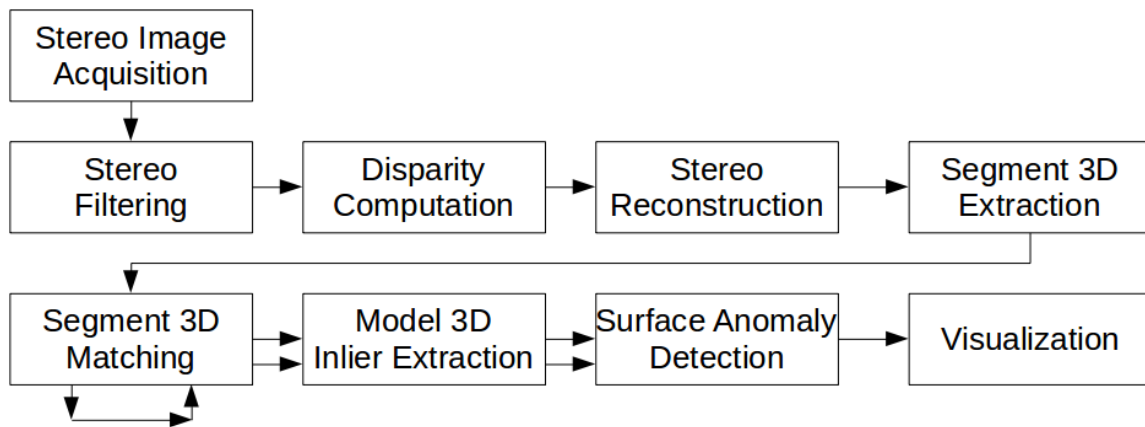 Stereo Image
Acquisition
Stereo
Filtering
Disparity
Computation
Stereo
Reconstruction
Segment 3D
Extraction
Segment 3D
Matching
Model 3D
Inlier Extraction
Surface Anomaly
Detection
Visualization